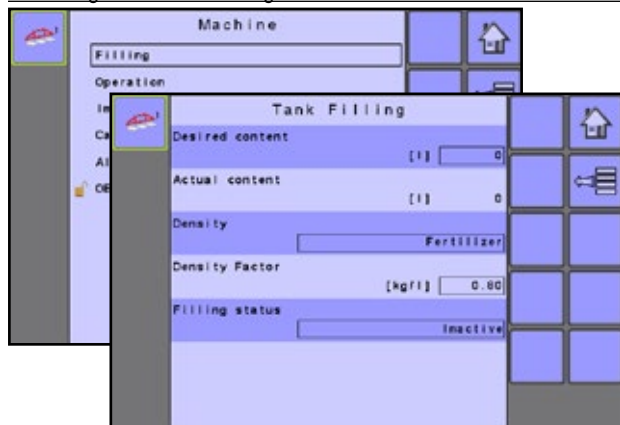 Machine
Filling
Operation
Tank Filling
Desired content
[l] 0
Actual content
[l] 0
Density
Fertilizer
Density Factor
[kg/l] 0.80
Filling status
Inactive